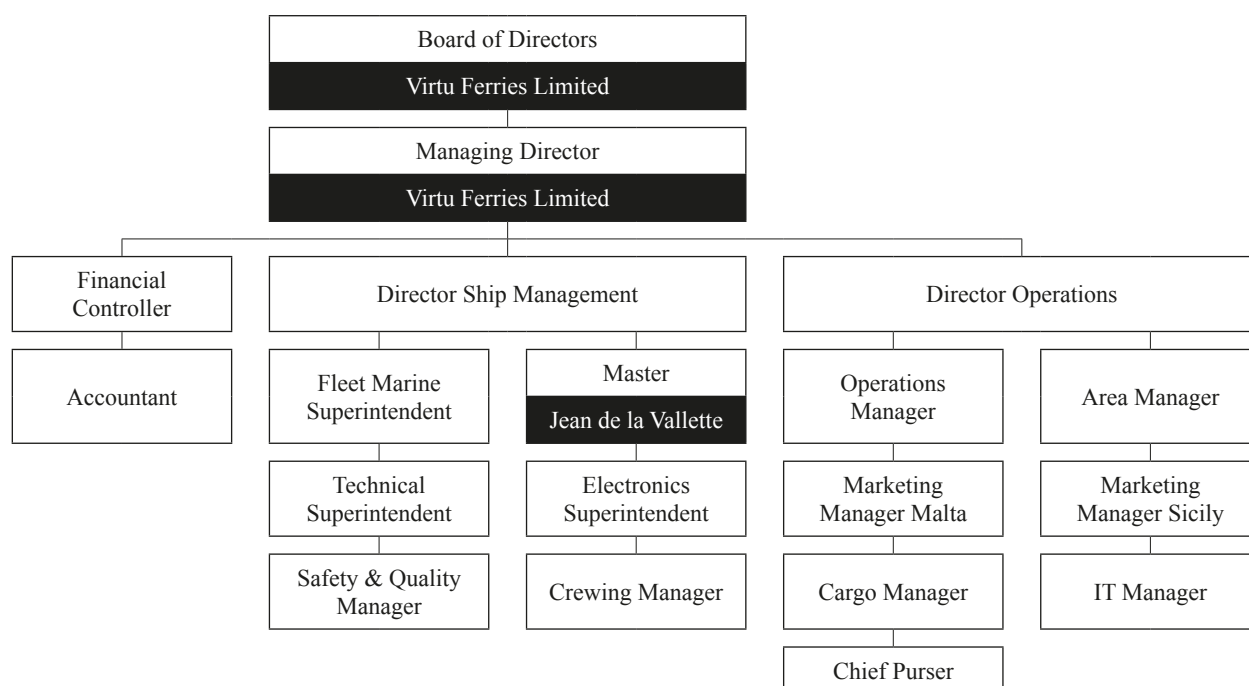 Board of Directors
Virtu Ferries Limited
Managing Director
Virtu Ferries Limited
Financial
Controller
Director Ship Management
Director Operations
Accountant
Fleet Marine
Superintendent
Master
Jean de la Vallette
Operations
Manager
Area Manager
Technical
Superintendent
Electronics
Superintendent
Marketing
Manager Malta
Marketing
Manager Sicily
Safety & Quality
Manager
Crewing Manager
Cargo Manager
IT Manager
Chief Purser